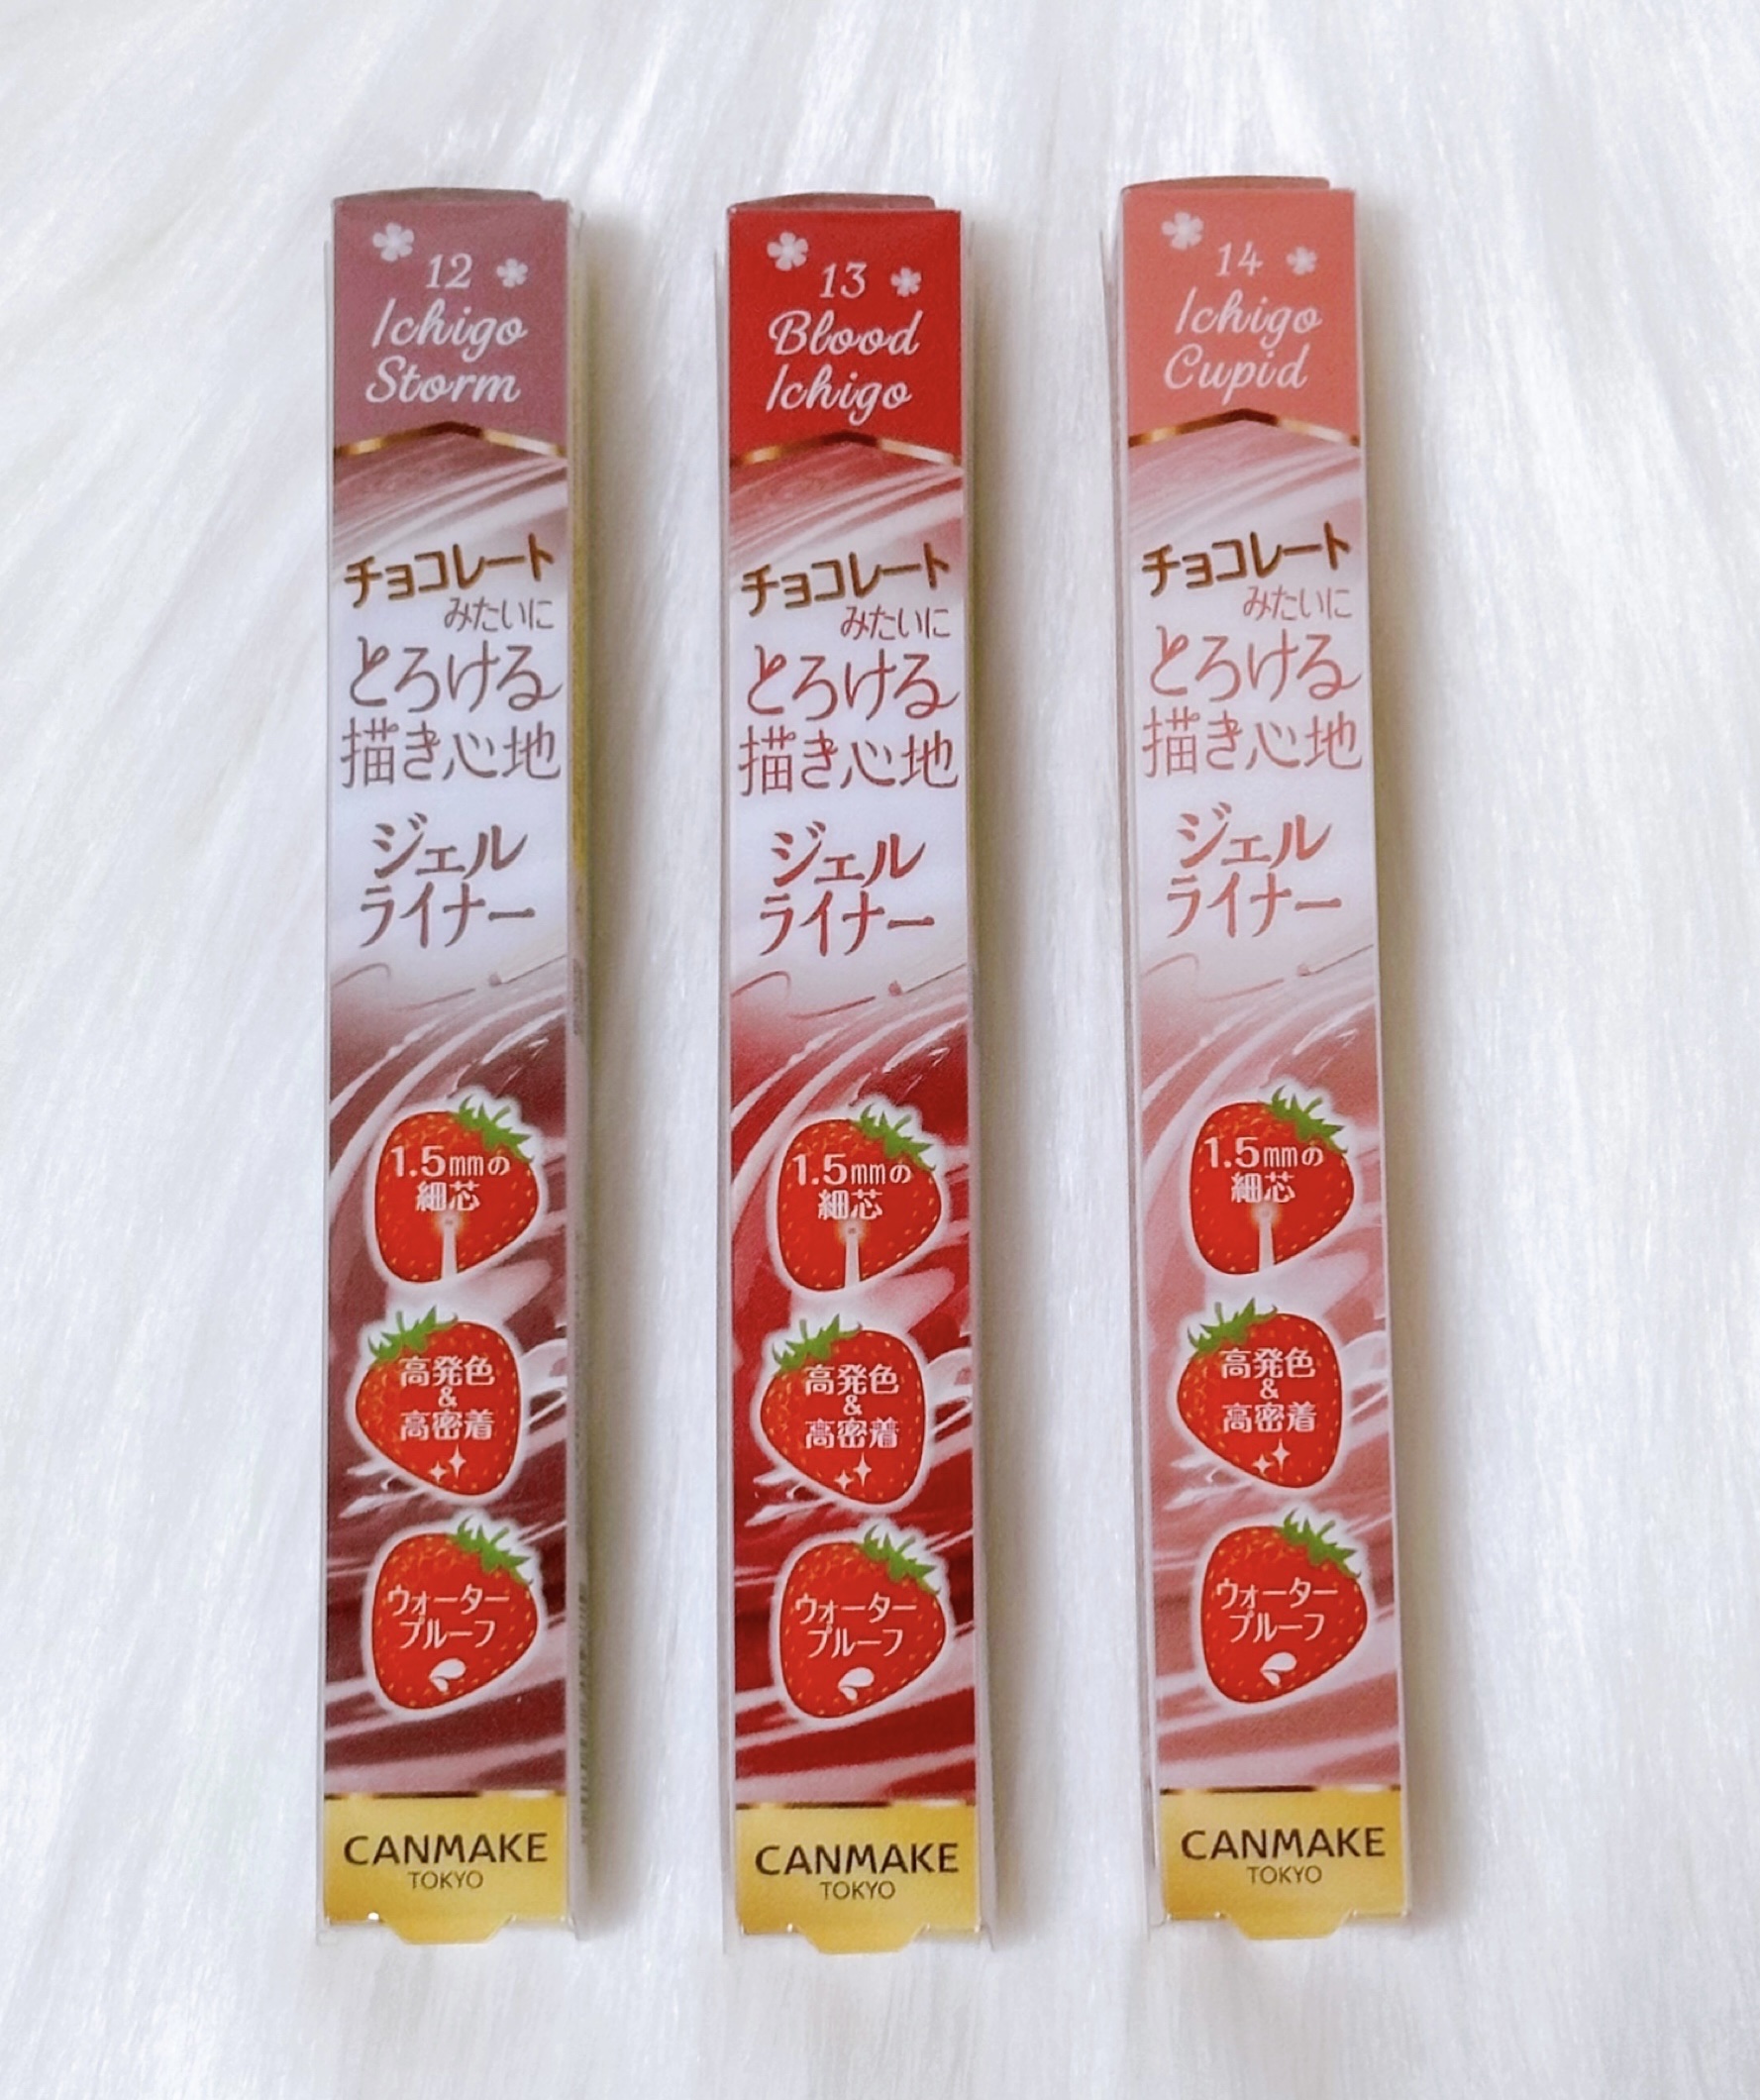 12
Ichigo
Storm
チョコレート
みたいに
とろける
描き心地
ジェル
ライナー
1.5mmの
細芯
高発色
&
高密着
ウォーター
プルーフ
CANMAKE
TOKYO
13
Blood
Ichigo
チョコレート
みたいに
とろける
描き心地
ジェル
ライナー
1.5mmの
細芯
高発色
&
高密着
ウォーター
プルーフ
CANMAKE
TOKYO
14
Ichigo
Cupid
チョコレート
みたいに
とろける
描き心地
ジェル
ライナー
1.5mmの
細芯
高発色
&
高密着
ウォーター
プルーフ
CANMAKE
TOKYO